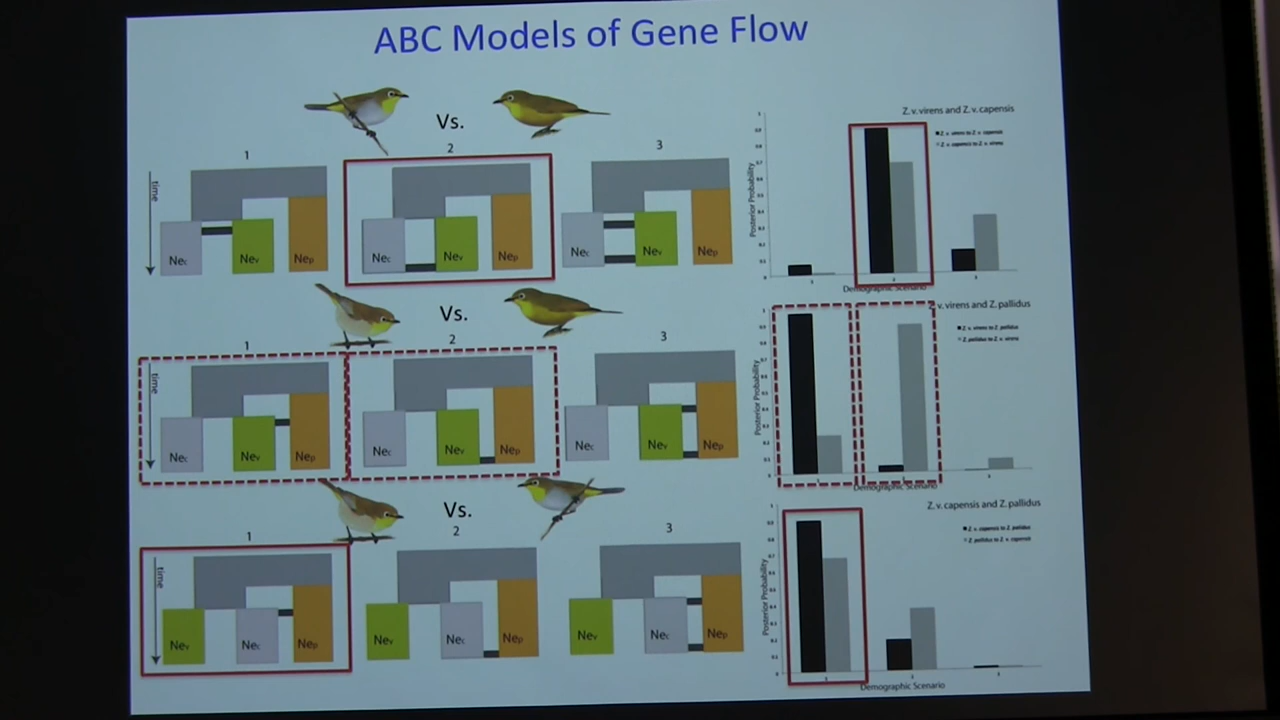 ABC Models of Gene Flow
Vs.
1
2
3
time
Nec
Nev
Nep
Nec
Nev
Nep
Nec
Nev
Nep
Z. v. virens and Z. v. capensis
Z. v. virens to Z. v. capensis
Z. v. capensis to Z. v. virens
Posterior Probability
1
2
3
Demographic Scenario
Vs.
1
2
3
time
Nec
Nev
Nep
Nec
Nev
Nep
Nec
Nev
Nep
Z. v. virens and Z. pallidus
Z. v. virens to Z. pallidus
Z. pallidus to Z. v. virens
Posterior Probability
Demographic Scenario
Vs.
1
2
3
time
Nev
Nec
Nep
Nev
Nec
Nep
Nev
Nec
Nep
Z. v. capensis and Z. pallidus
Z. v. capensis to Z. pallidus
Z. pallidus to Z. v. capensis
Posterior Probability
Demographic Scenario